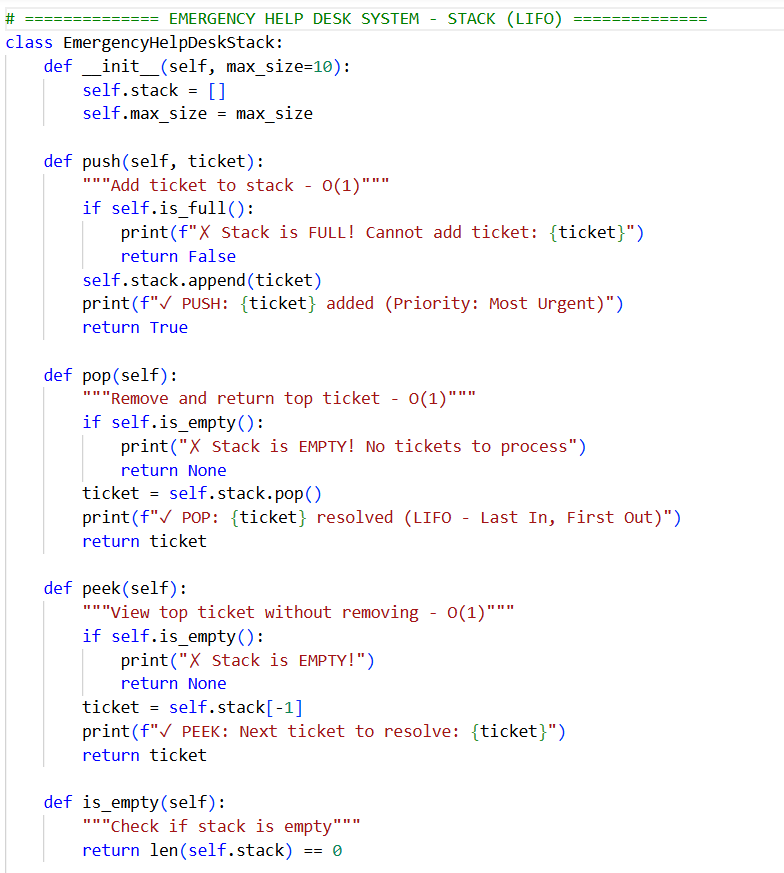 # ============== EMERGENCY HELP DESK SYSTEM - STACK (LIFO) ==============
class EmergencyHelpDeskStack:
    def __init__(self, max_size=10):
        self.stack = []
        self.max_size = max_size

    def push(self, ticket):
        """Add ticket to stack - O(1)"""
        if self.is_full():
            print(f"✗ Stack is FULL! Cannot add ticket: {ticket}")
            return False
        self.stack.append(ticket)
        print(f"✓ PUSH: {ticket} added (Priority: Most Urgent)")
        return True

    def pop(self):
        """Remove and return top ticket - O(1)"""
        if self.is_empty():
            print("✗ Stack is EMPTY! No tickets to process")
            return None
        ticket = self.stack.pop()
        print(f"✓ POP: {ticket} resolved (LIFO - Last In, First Out)")
        return ticket

    def peek(self):
        """View top ticket without removing - O(1)"""
        if self.is_empty():
            print("✗ Stack is EMPTY!")
            return None
        ticket = self.stack[-1]
        print(f"✓ PEEK: Next ticket to resolve: {ticket}")
        return ticket

    def is_empty(self):
        """Check if stack is empty"""
        return len(self.stack) == 0